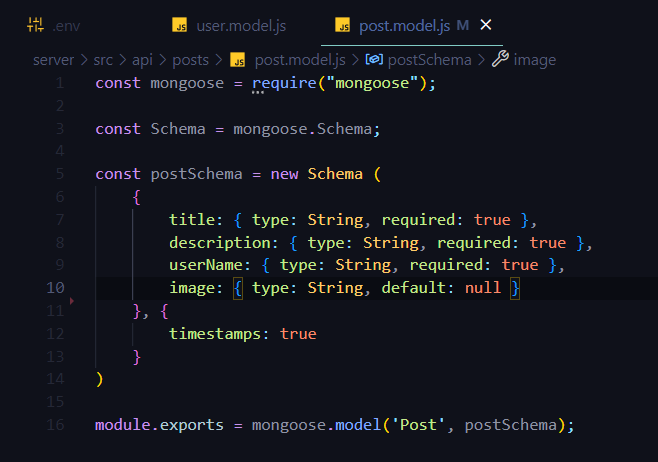 .env JS user.model.js JS post.model.js M ×
server > src > api > posts > JS post.model.js > postSchema > image
1 const mongoose = require("mongoose");
2
3 const Schema = mongoose.Schema;
4
5 const postSchema = new Schema (
6 {
7 title: { type: String, required: true },
8 description: { type: String, required: true },
9 userName: { type: String, required: true },
10 image: { type: String, default: null }
11 }, {
12 timestamps: true
13 }
14 )
15
16 module.exports = mongoose.model('Post', postSchema);